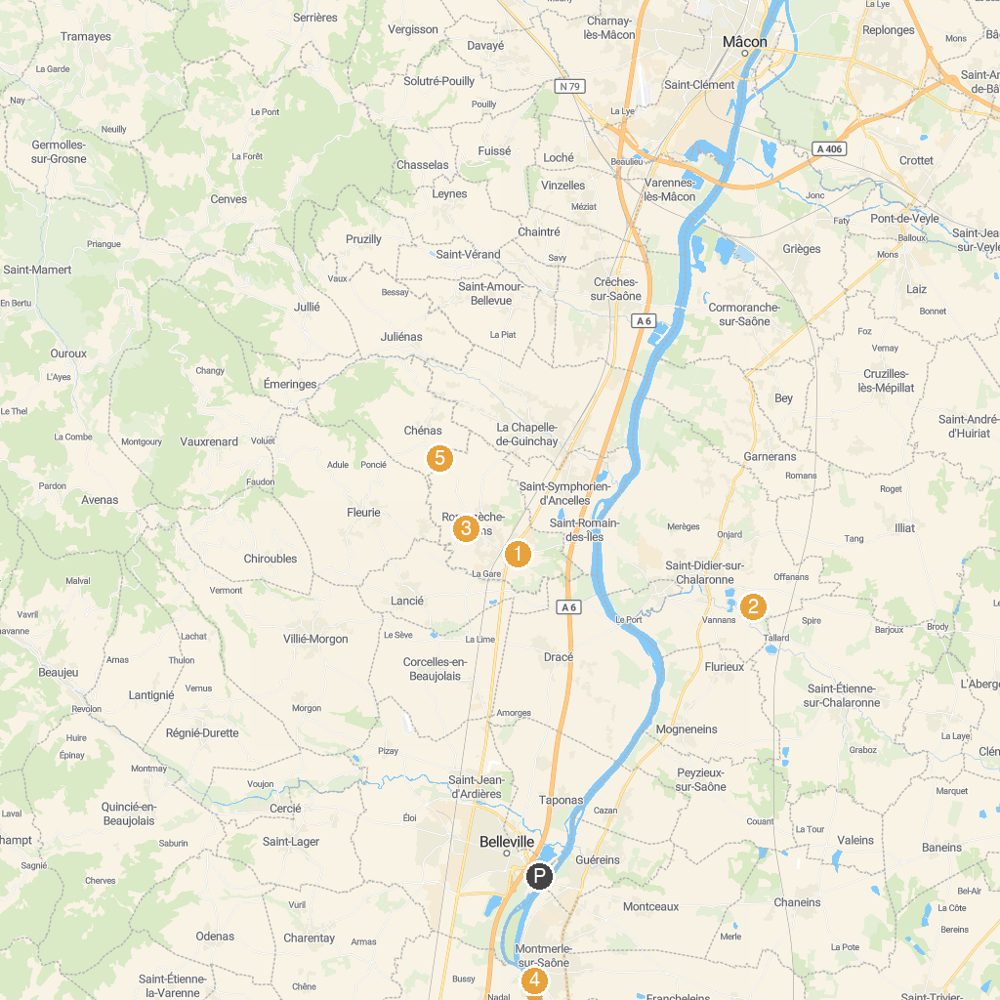 Serrières
Tramayes
Vergisson
Charnay-
lès-Mâcon
La Lye
Replonges
Davayé
Mâcon
Mons
La Garde
Solutré-Pouilly
N 79
Saint-Clément
Nay
Le Pont
Pouilly
La Lye
Neuilly
Germolles-
sur-Grosne
La Forêt
Fuissé
Loché
Beaulieu
A 406
Crottet
Chasselas
Cenves
Leynes
Vinzelles
Varennes-
lès-Mâcon
Méziat
Jonc
Faty
Pont-de-Veyle
Priangue
Pruzilly
Chaintré
Balloux
Saint-Mamert
Saint-Vérand
Savy
Grièges
Mons
Vaux
Bessay
Saint-Amour-
Bellevue
Crêches-
sur-Saône
Laiz
En Bertu
Jullié
Cormoranche-
sur-Saône
Bonnet
A 6
Juliénas
La Piat
Foz
Vernay
Ouroux
L'Ayes
Changy
Émeringes
Cruzilles-
lès-Mépillat
Bey
Le Thel
Chénas
La Chapelle-
de-Guinchay
Saint-André-
d'Huiriat
La Combe
Montgoury
Vauxrenard
Voluet
5
Adule
Poncié
Garnerans
Romans
Pardon
Faudon
Saint-Symphorien-
d'Ancelles
Roget
Avenas
Fleurie
3
Saint-Romain-
des-Îles
Merèges
Onjard
Illiat
Tang
Chiroubles
1
La Gare
Saint-Didier-sur-
Chalaronne
Offanans
Malval
Vermont
Lancié
A 6
2
Vavril
Le Port
Vannans
Spire
Brody
Barjoux
Lachat
Villié-Morgon
Le Sève
La Lime
Tallard
Arnas
Thulon
Dracé
Beaujeu
Corcelles-en-
Beaujolais
Flurieux
Lantignié
Vernus
Saint-Étienne-
sur-Chalaronne
Revolon
Morgon
Amorges
Régnié-Durette
Mogneneins
Huire
La Laye
Épinay
Pizay
Graboz
Montmay
Peyzieux-
sur-Saône
Voujon
Saint-Jean-
d'Ardières
Marquet
Quincié-en-
Beaujolais
Cercié
Éloi
Taponas
Cazan
Laval
Couant
La Tour
Saburin
Saint-Lager
Belleville
Valeins
Baneins
Sagnié
Guéreins
Cherves
P
Bel-Air
Vuril
Montceaux
Chaneins
La Côte
Odenas
Charentay
Armas
Merle
Bereins
Montmerle-
sur-Saône
La Pote
Saint-Étienne-
la-Varenne
Chêne
Bussy
4
Nadal
Francheleins
Saint-Trivier-